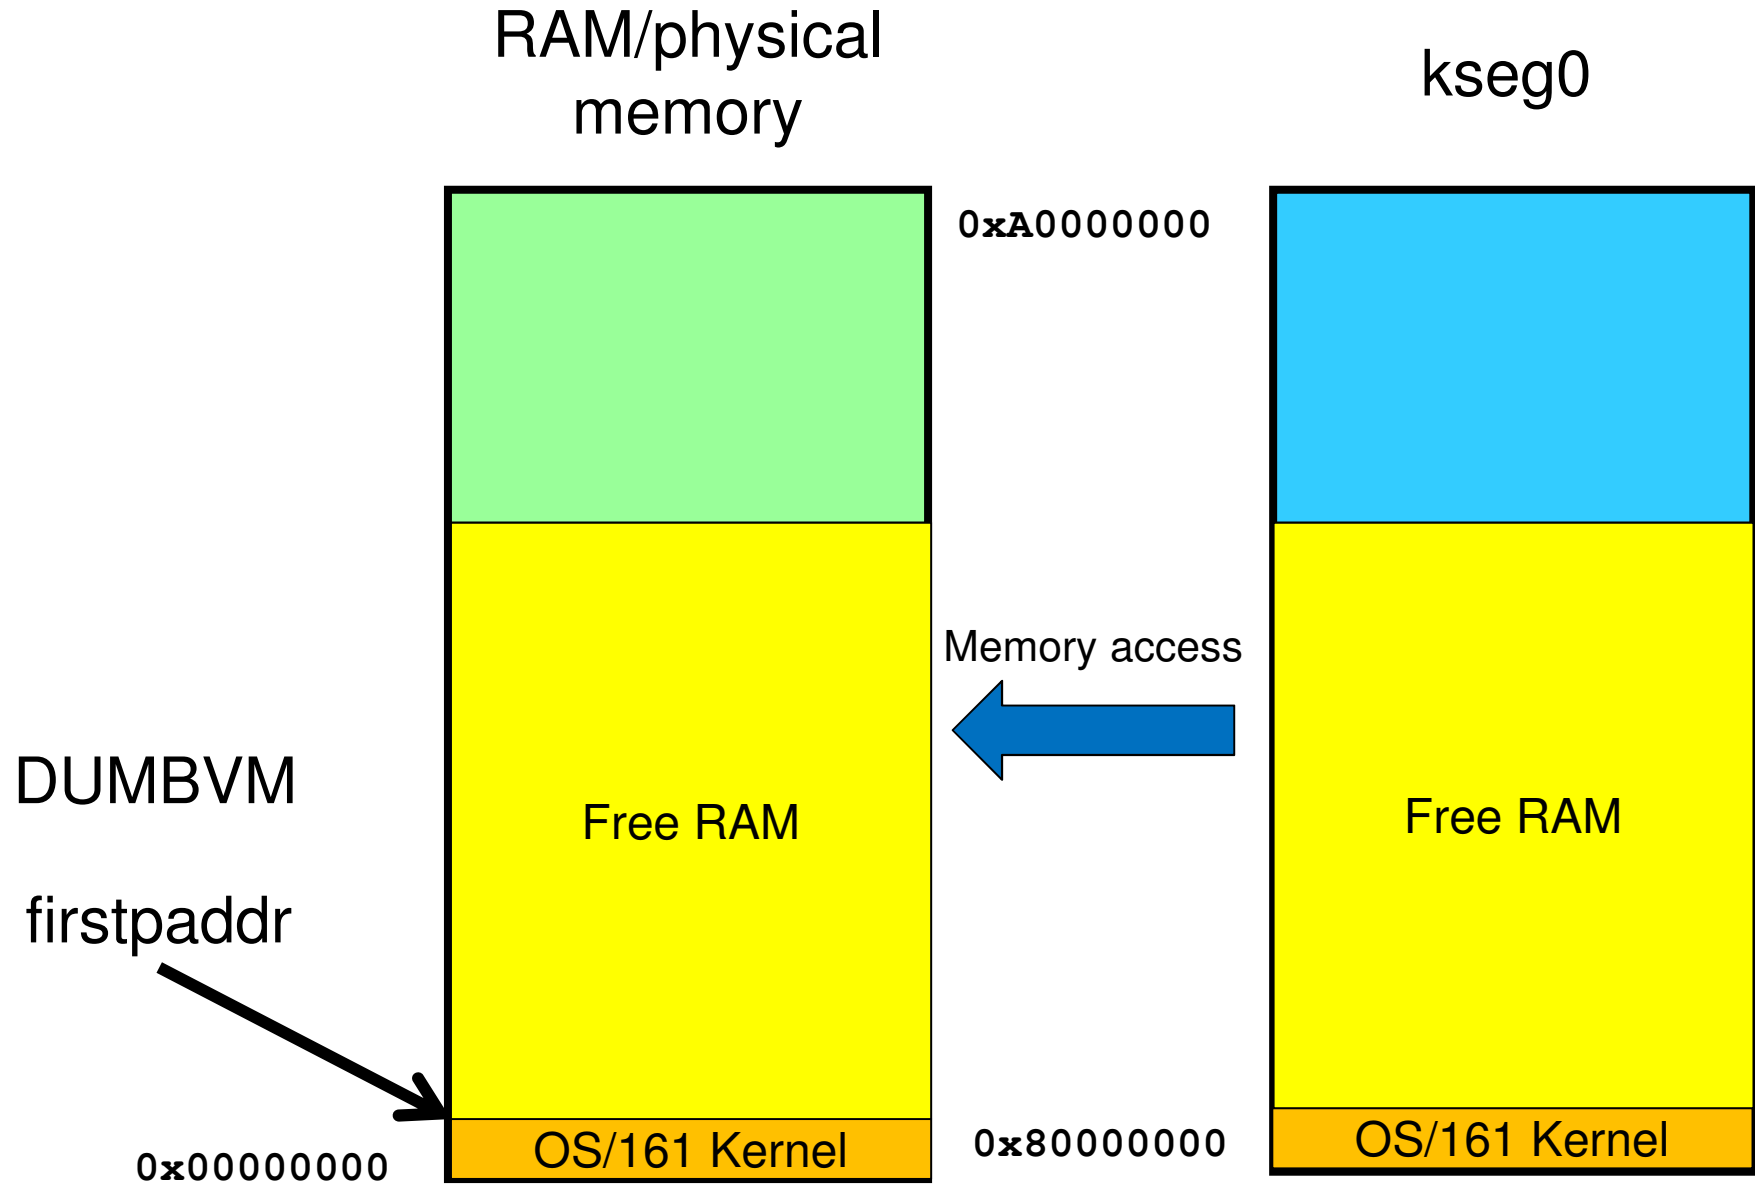 RAM/physical
memory
kseg0
0xA0000000
Memory access
DUMBVM
Free RAM
Free RAM
firstpaddr
0x00000000
OS/161 Kernel
0x80000000
OS/161 Kernel